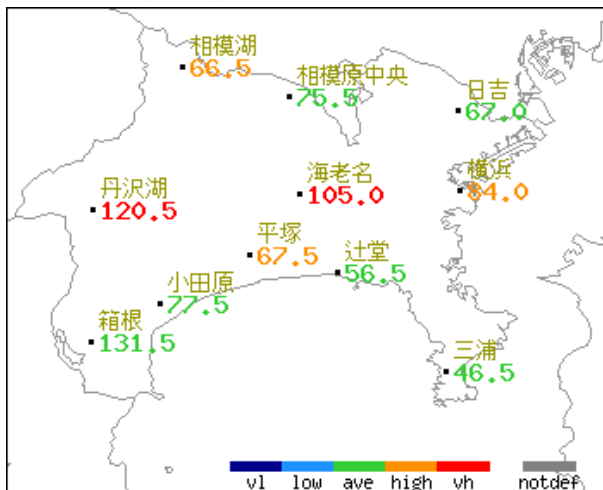 相模湖
66.5
相模原中央
75.5
日吉
67.0
丹沢湖
120.5
海老名
105.0
横浜
84.0
平塚
67.5
辻堂
56.5
小田原
77.5
箱根
131.5
三浦
46.5
vl low ave high vh notdef